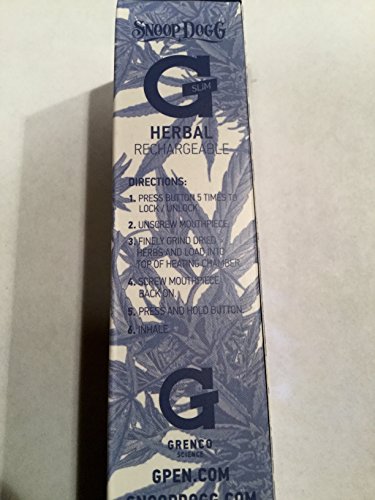 SNOOP DOGG
G
SLIM
HERBAL
RECHARGEABLE
DIRECTIONS:
1. PRESS BUTTON 5 TIMES TO
LOCK / UNLOCK
2. UNSCREW MOUTHPIECE.
3. FINELY GRIND DRIED
HERBS AND LOAD INTO
TOP OF HEATING CHAMBER.
4. SCREW MOUTHPIECE
BACK ON.
5. PRESS AND HOLD BUTTON.
6. INHALE.
G
GRENCO
SCIENCE
GPEN.COM
SNOOPDOGG.COM